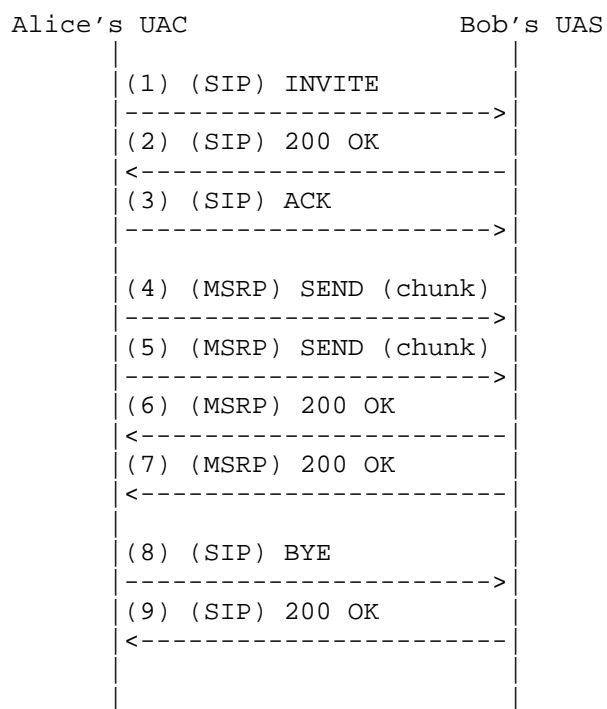 Alice's UAC Bob's UAS
(1) (SIP) INVITE
(2) (SIP) 200 OK
(3) (SIP) ACK
(4) (MSRP) SEND (chunk)
(5) (MSRP) SEND (chunk)
(6) (MSRP) 200 OK
(7) (MSRP) 200 OK
(8) (SIP) BYE
(9) (SIP) 200 OK